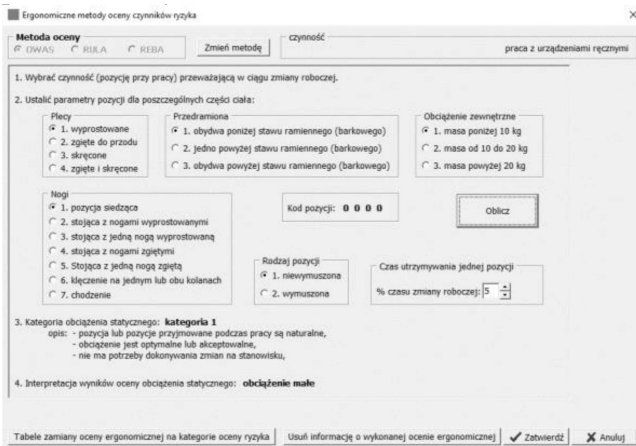 Ergonomiczne metody oceny czynników ryzyka
Metoda oceny
OWAS RULA REBA
Zmień metodę
czynność
praca z urządzeniami ręcznymi
1. Wybrać czynność (pozycję przy pracy) przeważającą w ciągu zmiany roboczej.
2. Ustalić parametry pozycji dla poszczególnych części ciała:
Plecy
1. wyprostowane
2. zgięte do przodu
3. skręcone
4. zgięte i skręcone
Przedramiona
1. obydwa poniżej stawu ramiennego (barkowego)
2. jedno powyżej stawu ramiennego (barkowego)
3. obydwa powyżej stawu ramiennego (barkowego)
Obciążenie zewnętrzne
1. masa poniżej 10 kg
2. masa od 10 do 20 kg
3. masa powyżej 20 kg
Nogi
1. pozycja siedząca
2. stojąca z nogami wyprostowanymi
3. stojąca z jedną nogą wyprostowaną
4. stojąca z nogami zgiętymi
5. Stojąca z jedną nogą zgiętą
6. klęczenie na jednym lub obu kolanach
7. chodzenie
Kod pozycji: 0 0 0 0
Oblicz
Rodzaj pozycji
1. niewymuszona
2. wymuszona
Czas utrzymywania jednej pozycji
% czasu zmiany roboczej: 5
3. Kategoria obciążenia statycznego: kategoria 1
opis: - pozycja lub pozycje przyjmowane podczas pracy są naturalne,
- obciążenie jest optymalne lub akceptowalne,
- nie ma potrzeby dokonywania zmian na stanowisku,
4. Interpretacja wyników oceny obciążenia statycznego: obciążenie małe
Tabele zamiany oceny ergonomicznej na kategorie oceny ryzyka
Usuń informację o wykonanej ocenie ergonomicznej
Zatwierdź
Anuluj